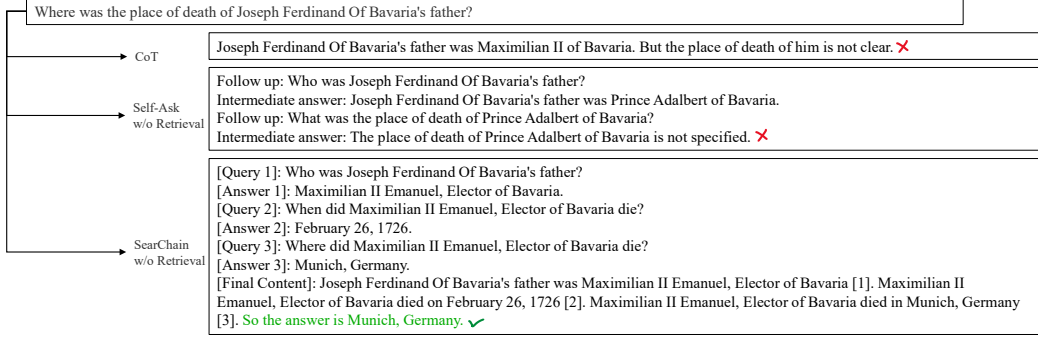 Where was the place of death of Joseph Ferdinand Of Bavaria's father?
CoT
Joseph Ferdinand Of Bavaria's father was Maximilian II of Bavaria. But the place of death of him is not clear.
Self-Ask
w/o Retrieval
Follow up: Who was Joseph Ferdinand Of Bavaria's father?
Intermediate answer: Joseph Ferdinand Of Bavaria's father was Prince Adalbert of Bavaria.
Follow up: What was the place of death of Prince Adalbert of Bavaria?
Intermediate answer: The place of death of Prince Adalbert of Bavaria is not specified.
SearChain
w/o Retrieval
[Query 1]: Who was Joseph Ferdinand Of Bavaria's father?
[Answer 1]: Maximilian II Emanuel, Elector of Bavaria.
[Query 2]: When did Maximilian II Emanuel, Elector of Bavaria die?
[Answer 2]: February 26, 1726.
[Query 3]: Where did Maximilian II Emanuel, Elector of Bavaria die?
[Answer 3]: Munich, Germany.
[Final Content]: Joseph Ferdinand Of Bavaria's father was Maximilian II Emanuel, Elector of Bavaria [1]. Maximilian II
Emanuel, Elector of Bavaria died on February 26, 1726 [2]. Maximilian II Emanuel, Elector of Bavaria died in Munich, Germany
[3]. So the answer is Munich, Germany.